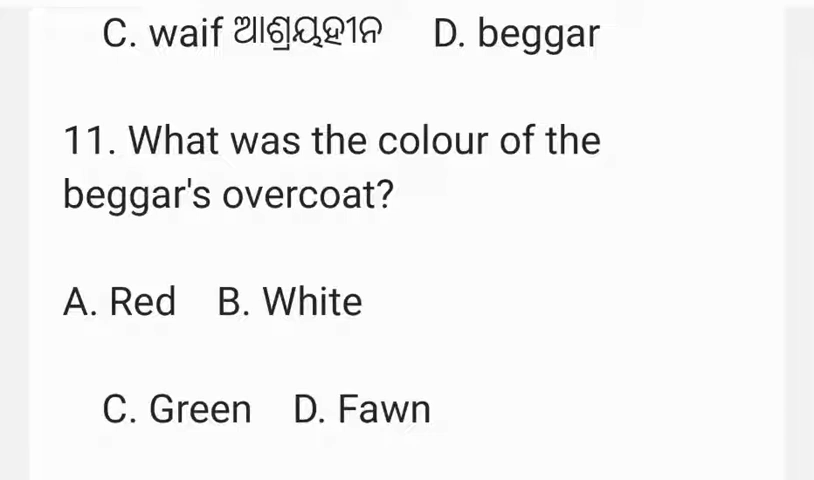 C. waif ଆଶ୍ରୟହୀନ D. beggar
11. What was the colour of the
beggar's overcoat?
A. Red B. White
C. Green D. Fawn